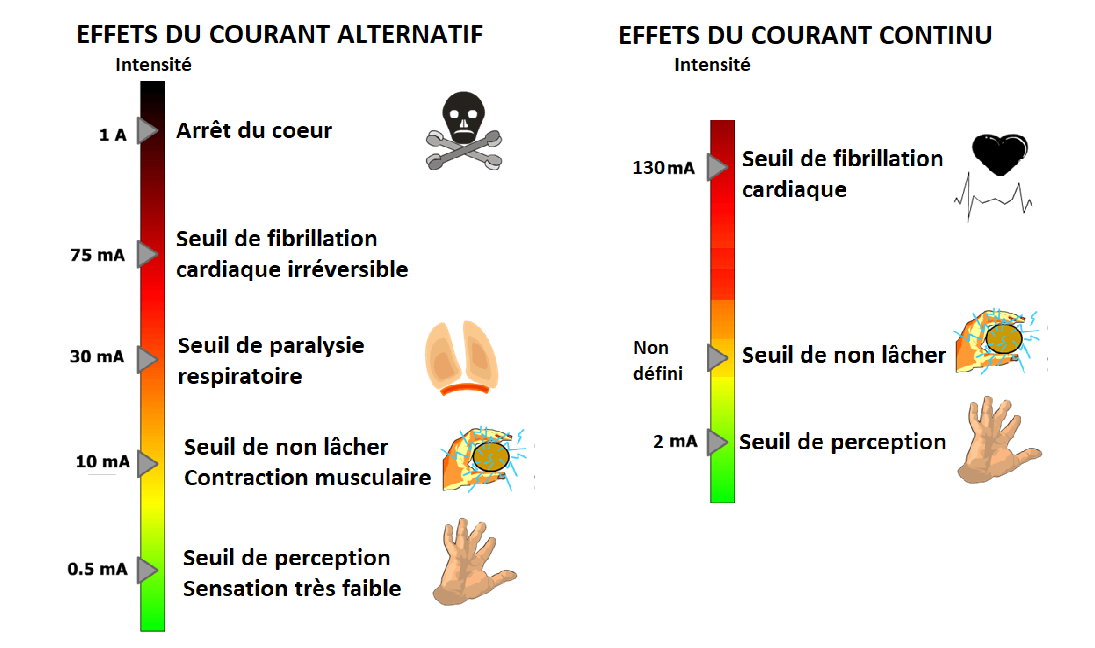 EFFETS DU COURANT ALTERNATIF
Intensité
1 A
Arrêt du coeur
75 mA
Seuil de fibrillation
cardiaque irréversible
30 mA
Seuil de paralysie
respiratoire
10 mA
Seuil de non lâcher
Contraction musculaire
0.5 mA
Seuil de perception
Sensation très faible
EFFETS DU COURANT CONTINU
Intensité
130 mA
Seuil de fibrillation
cardiaque
Non
défini
Seuil de non lâcher
2 mA
Seuil de perception